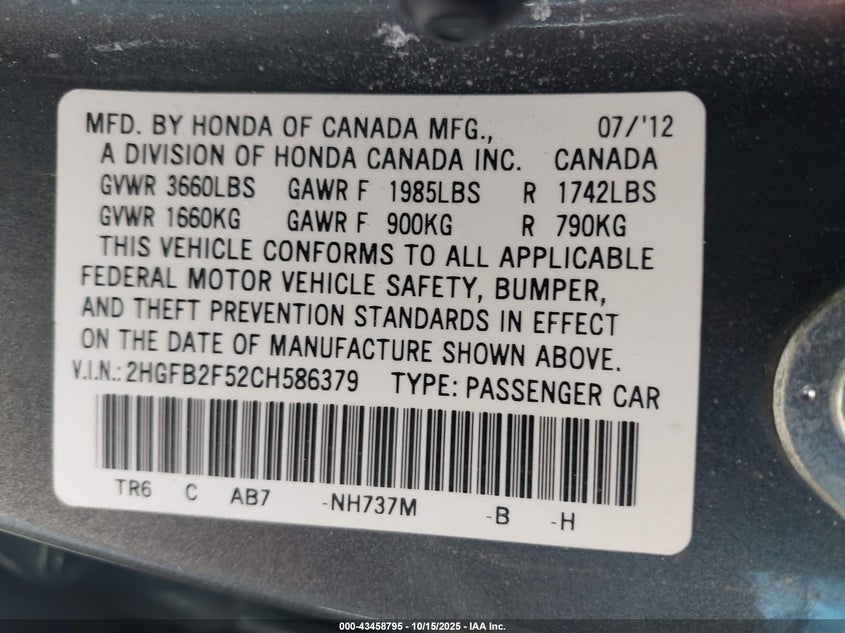 MFD. BY HONDA OF CANADA MFG., 07/'12
A DIVISION OF HONDA CANADA INC. CANADA
GVWR 3660LBS GAWR F 1985LBS R 1742LBS
GVWR 1660KG GAWR F 900KG R 790KG
THIS VEHICLE CONFORMS TO ALL APPLICABLE
FEDERAL MOTOR VEHICLE SAFETY, BUMPER,
AND THEFT PREVENTION STANDARDS IN EFFECT
ON THE DATE OF MANUFACTURE SHOWN ABOVE.
V.I.N.: 2HGFB2F52CH586379 TYPE: PASSENGER CAR
TR6 C AB7 -NH737M -B -H
000-43458795 - 10/15/2025 - IAA Inc.